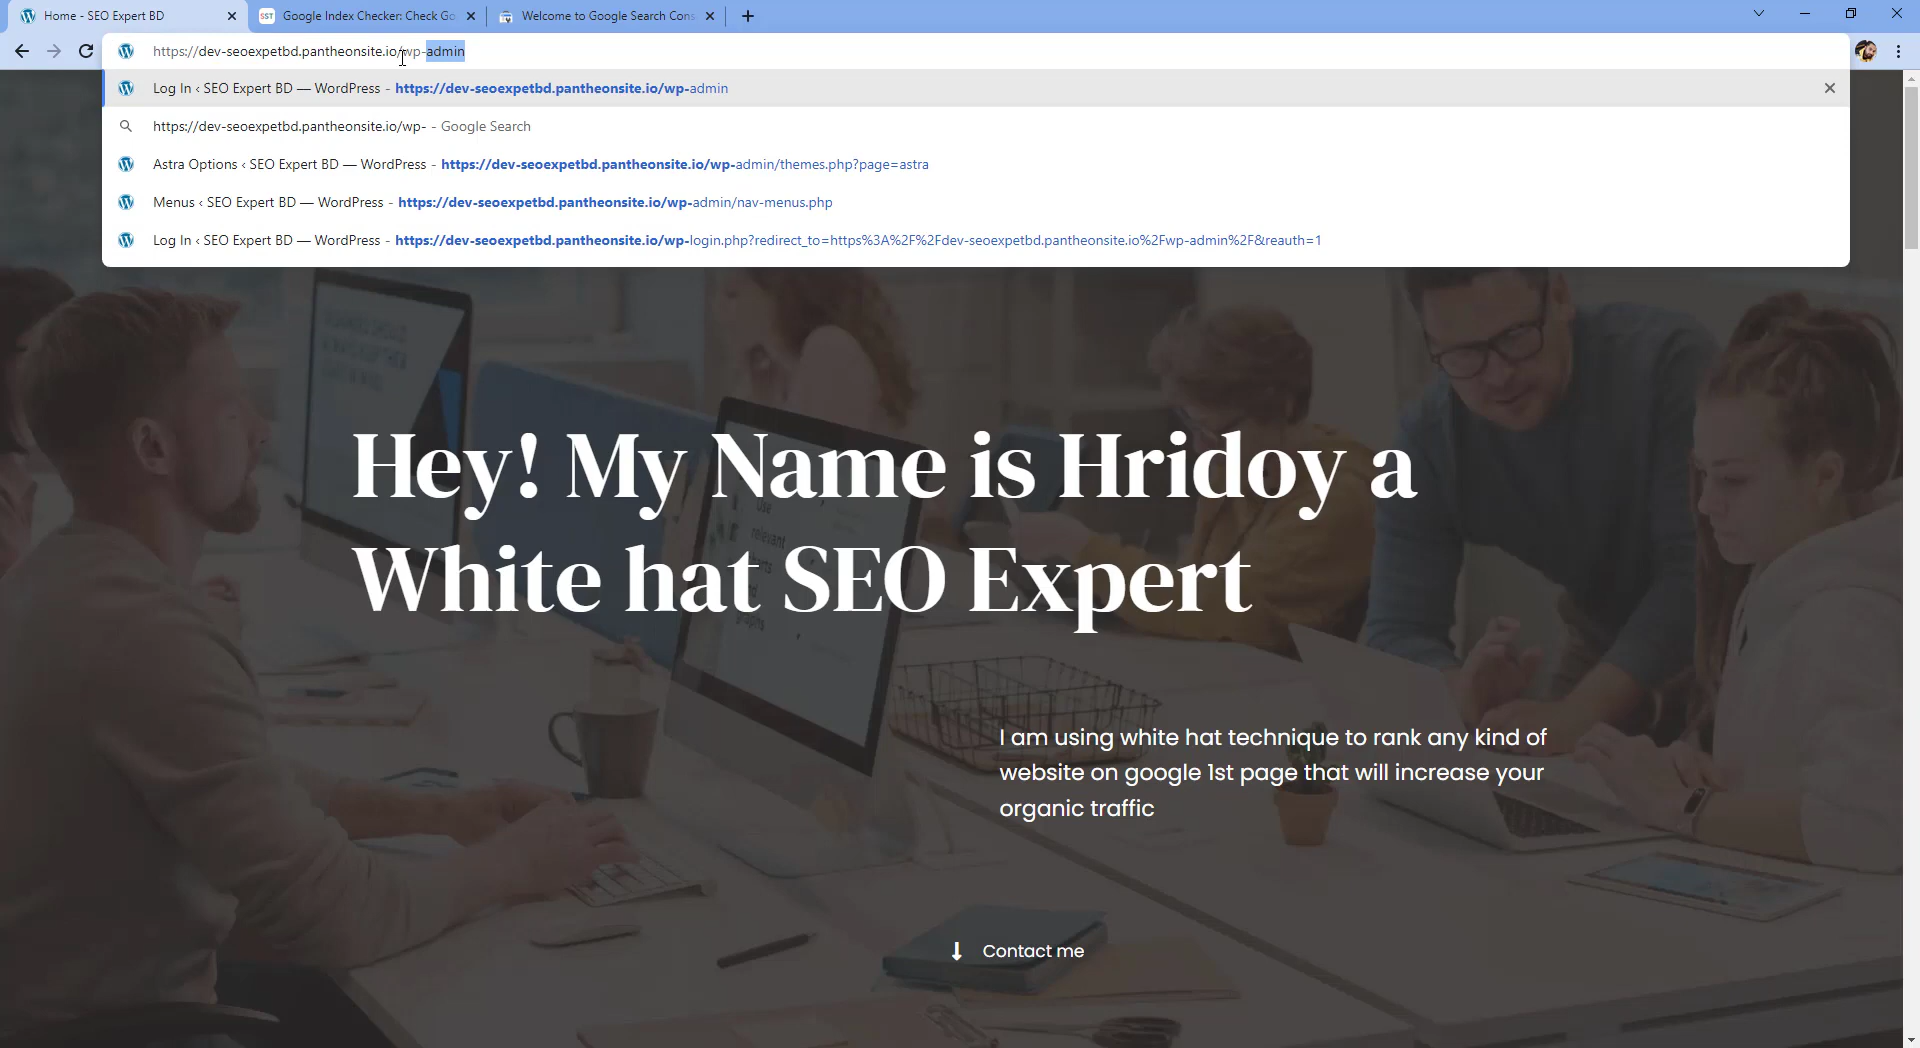 Home - SEO Expert BD
Google Index Checker: Check Go
Welcome to Google Search Cons
https://dev-seoexpetbd.pantheonsite.io/wp-admin
Log In ‹ SEO Expert BD — WordPress - https://dev-seoexpetbd.pantheonsite.io/wp-admin
https://dev-seoexpetbd.pantheonsite.io/wp- - Google Search
Astra Options ‹ SEO Expert BD — WordPress - https://dev-seoexpetbd.pantheonsite.io/wp-admin/themes.php?page=astra
Menus ‹ SEO Expert BD — WordPress - https://dev-seoexpetbd.pantheonsite.io/wp-admin/nav-menus.php
Log In ‹ SEO Expert BD — WordPress - https://dev-seoexpetbd.pantheonsite.io/wp-login.php?redirect_to=https%3A%2F%2Fdev-seoexpetbd.pantheonsite.io%2Fwp-admin%2F&reauth=1
Hey! My Name is Hridoy a
White hat SEO Expert
Use
relevant
graphs
I am using white hat technique to rank any kind of
website on google 1st page that will increase your
organic traffic
Contact me